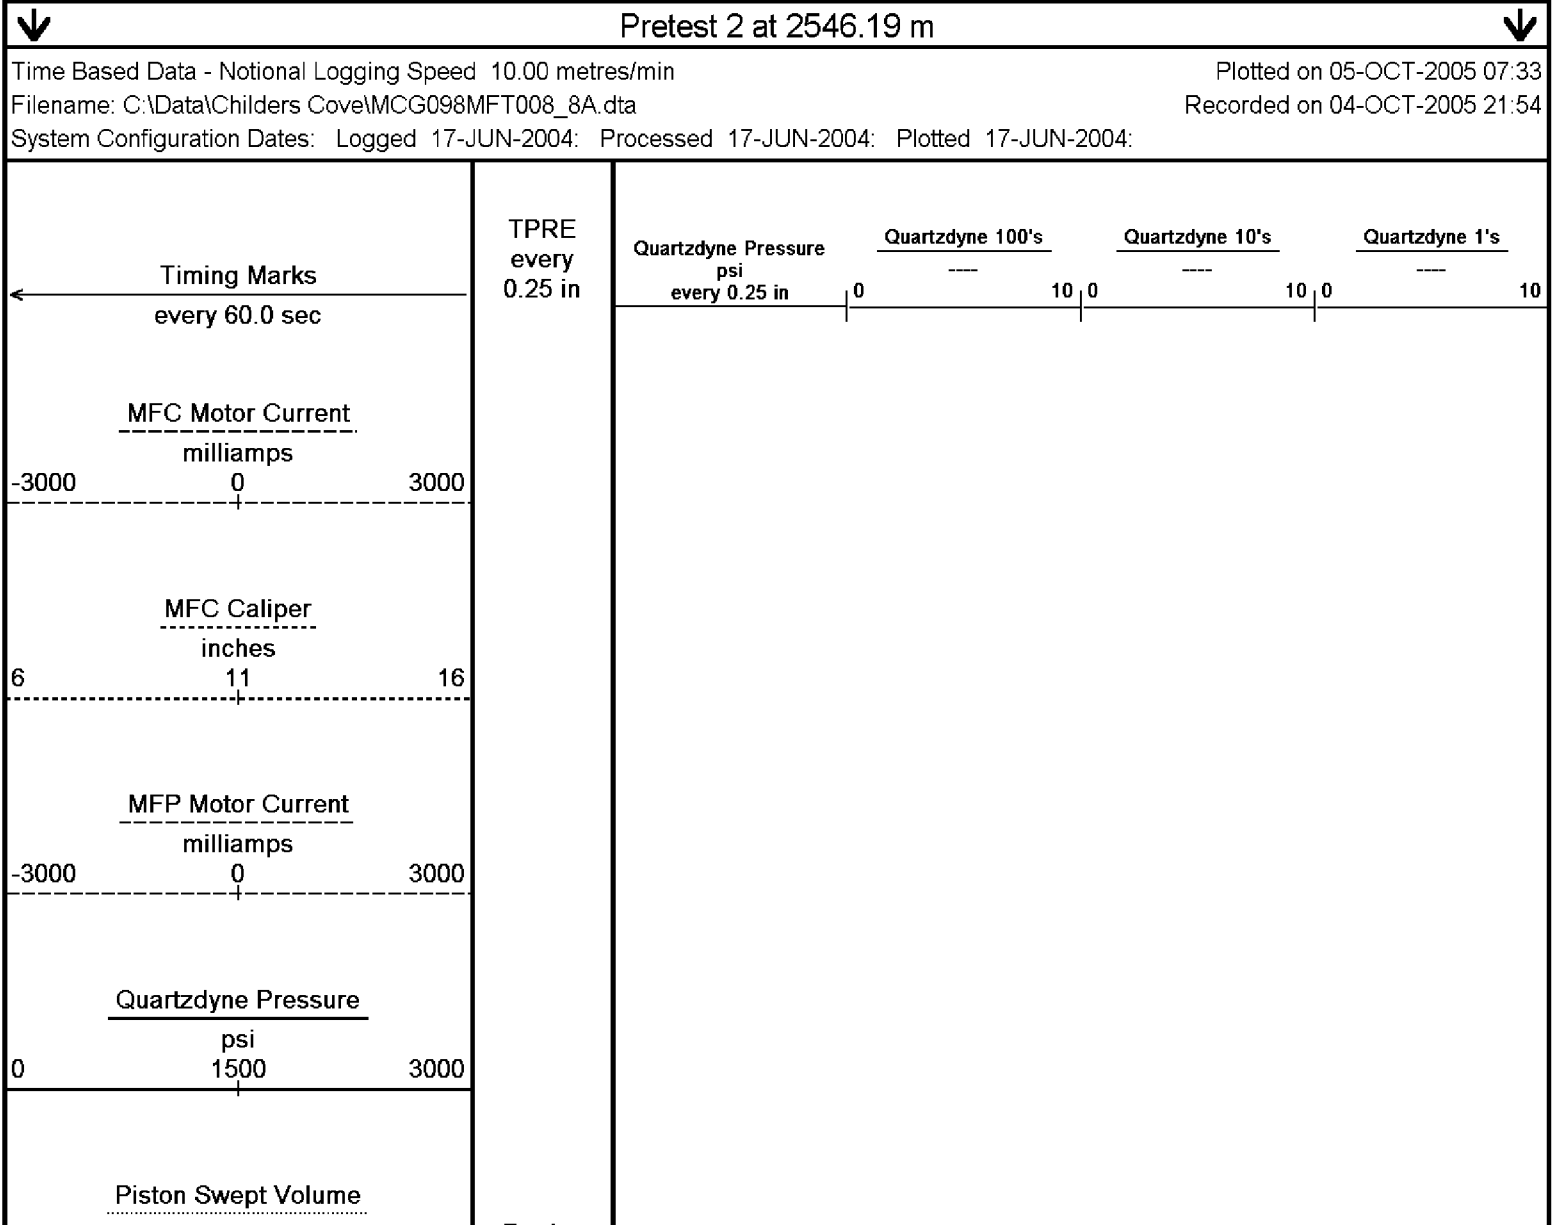 Pretest 2 at 2546.19 m
Time Based Data - Notional Logging Speed 10.00 metres/min
Plotted on 05-OCT-2005 07:33
Filename: C:\Data\Childers Cove\MCG098MFT008_8A.dta
Recorded on 04-OCT-2005 21:54
System Configuration Dates: Logged 17-JUN-2004: Processed 17-JUN-2004: Plotted 17-JUN-2004:
Timing Marks
every 60.0 sec
MFC Motor Current
milliamps
-3000 0 3000
MFC Caliper
inches
6 11 16
MFP Motor Current
milliamps
-3000 0 3000
Quartzdyne Pressure
psi
0 1500 3000
Piston Swept Volume
TPRE
every
0.25 in
Quartzdyne Pressure
psi
every 0.25 in
Quartzdyne 100's
----
0 10
Quartzdyne 10's
----
0 10
Quartzdyne 1's
----
0 10